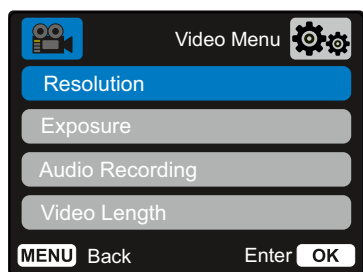 Video Menu
Resolution
Exposure
Audio Recording
Video Length
MENU Back Enter OK